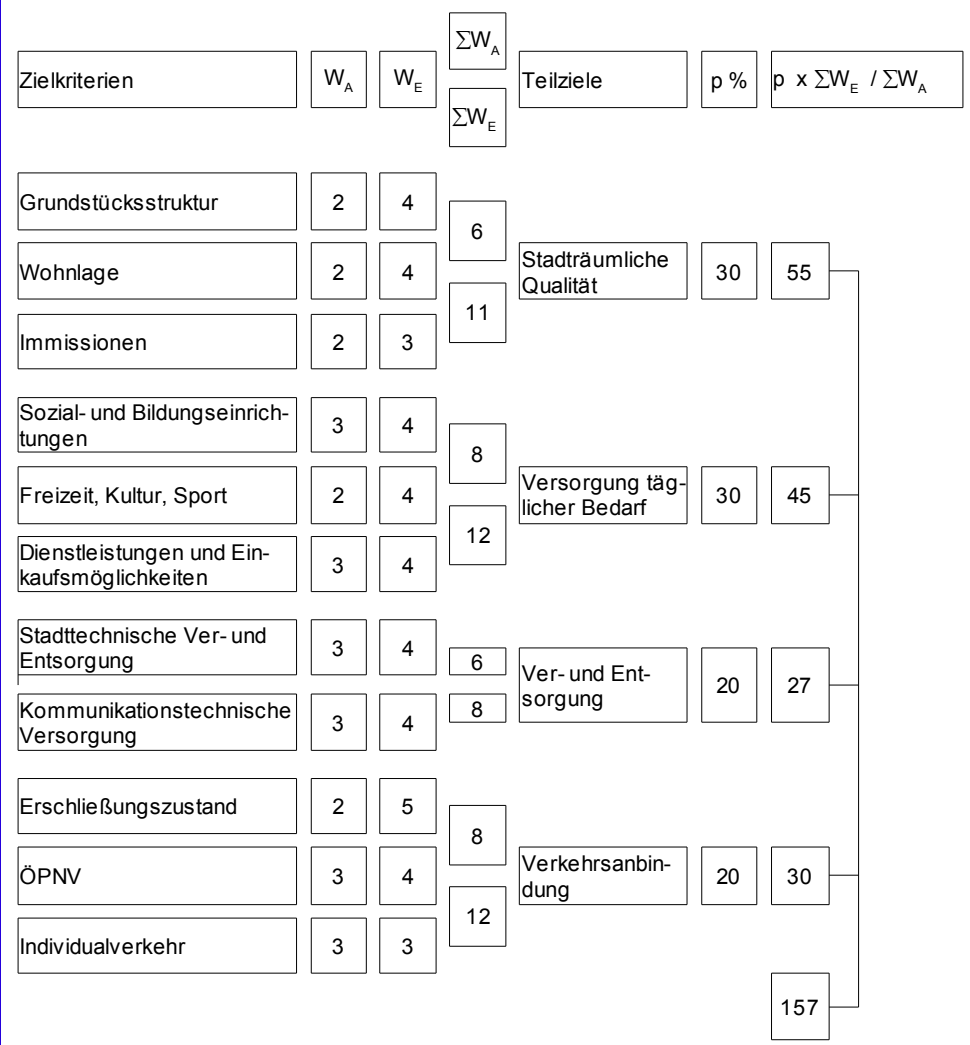 ΣW_A
Zielkriterien W_A W_E Teilziele p % p x ΣW_E / ΣW_A
ΣW_E
Grundstücksstruktur 2 4
6
Wohnlage 2 4 Stadträumliche
Qualität 30 55
11
Immissionen 2 3
Sozial- und Bildungseinrich-
tungen 3 4
8
Freizeit, Kultur, Sport 2 4 Versorgung täg-
licher Bedarf 30 45
12
Dienstleistungen und Ein-
kaufsmöglichkeiten 3 4
Stadttechnische Ver- und
Entsorgung 3 4
6 Ver- und Ent-
sorgung 20 27
8
Kommunikationstechnische
Versorgung 3 4
Erschließungszustand 2 5
8
ÖPNV 3 4 Verkehrsanbin-
dung 20 30
12
Individualverkehr 3 3
157